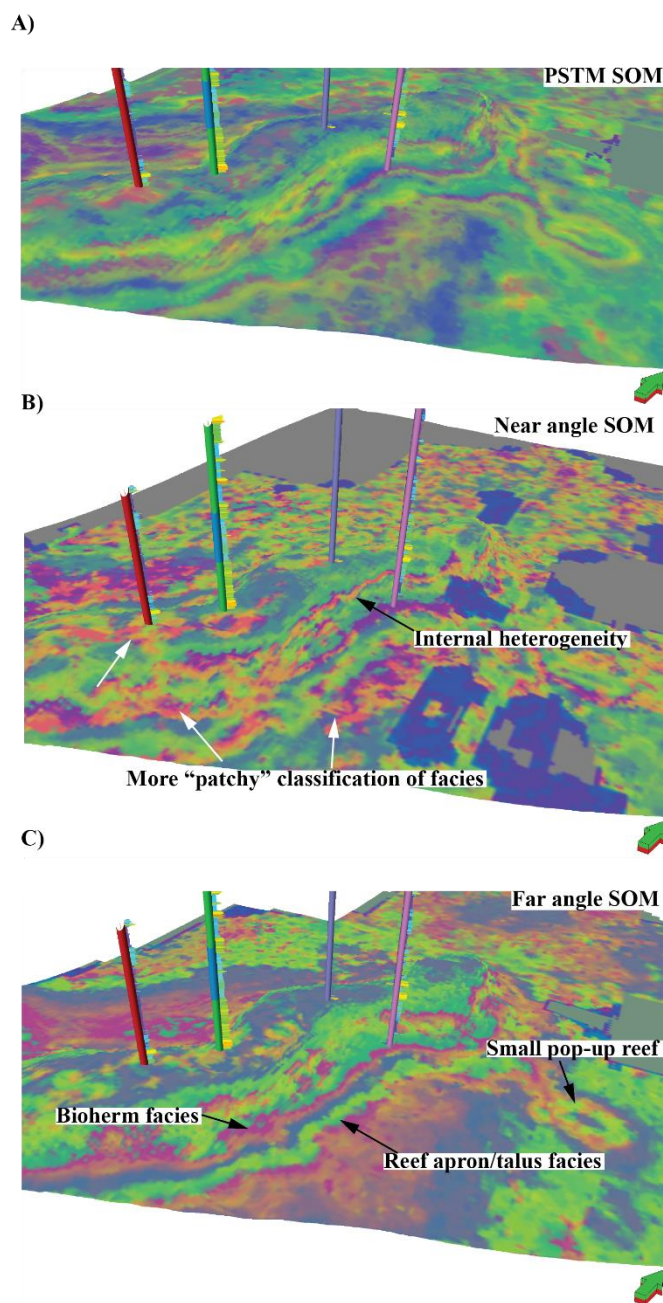 A)
PSTM SOM
B)
Near angle SOM
Internal heterogeneity
More “patchy” classification of facies
C)
Far angle SOM
Small pop-up reef
Bioherm facies
Reef apron/talus facies